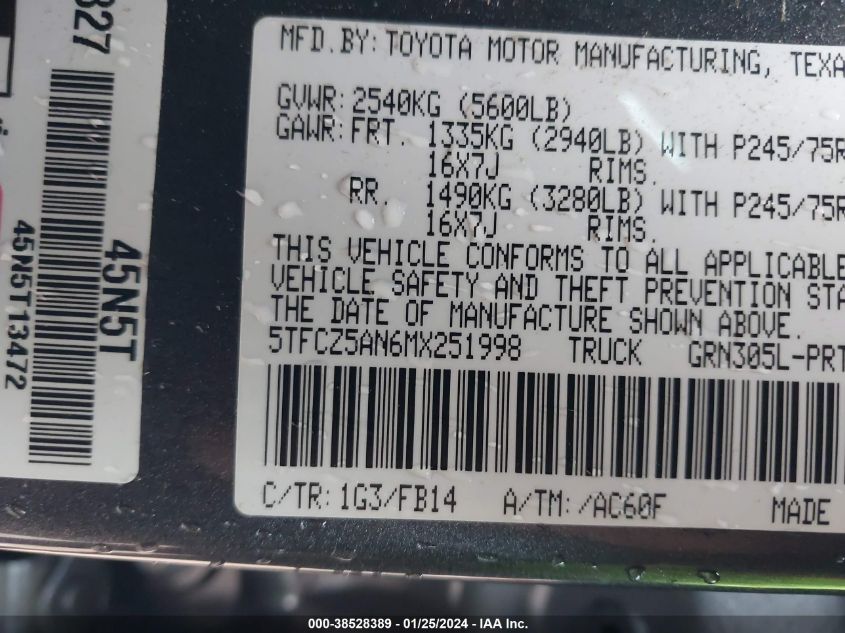 MFD. BY: TOYOTA MOTOR MANUFACTURING, TEXA
GVWR: 2540KG (5600LB)
GAWR: FRT. 1335KG (2940LB) WITH P245/75R
16X7J RIMS.
RR. 1490KG (3280LB) WITH P245/75R
16X7J RIMS.
THIS VEHICLE CONFORMS TO ALL APPLICABLE
VEHICLE SAFETY AND THEFT PREVENTION STA
THE DATE OF MANUFACTURE SHOWN ABOVE.
5TFCZ5AN6MX251998 TRUCK GRN305L-PRT
C/TR: 1G3/FB14 A/TM: /AC60F MADE
327
45N5T
45N5T13472
000-38528389 - 01/25/2024 - IAA Inc.